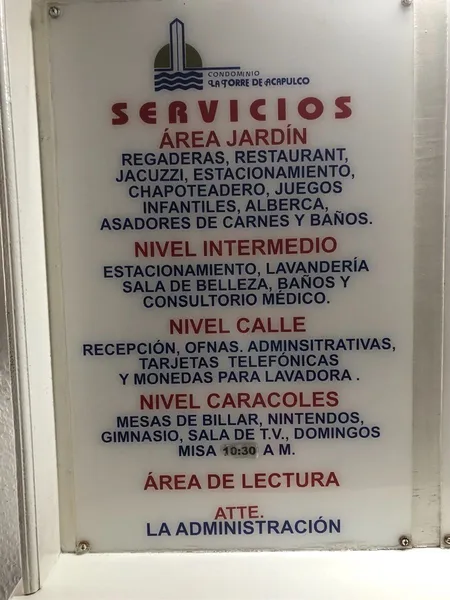 CONDOMINIO
LA TORRE DE ACAPULCO
SERVICIOS
ÁREA JARDÍN
REGADERAS, RESTAURANT,
JACUZZI, ESTACIONAMIENTO,
CHAPOTEADERO, JUEGOS
INFANTILES, ALBERCA,
ASADORES DE CARNES Y BAÑOS.
NIVEL INTERMEDIO
ESTACIONAMIENTO, LAVANDERÍA
SALA DE BELLEZA, BAÑOS Y
CONSULTORIO MÉDICO.
NIVEL CALLE
RECEPCIÓN, OFNAS. ADMINSITRATIVAS,
TARJETAS TELEFÓNICAS
Y MONEDAS PARA LAVADORA .
NIVEL CARACOLES
MESAS DE BILLAR, NINTENDOS,
GIMNASIO, SALA DE T.V., DOMINGOS
MISA 10:30 A M.
ÁREA DE LECTURA
ATTE.
LA ADMINISTRACIÓN